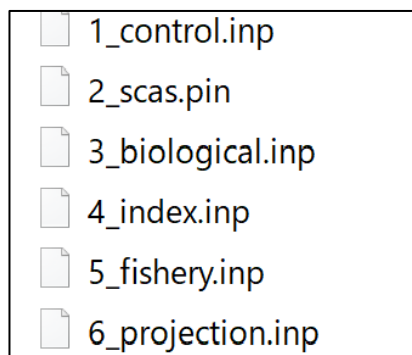 1_control.inp
2_scas.pin
3_biological.inp
4_index.inp
5_fishery.inp
6_projection.inp